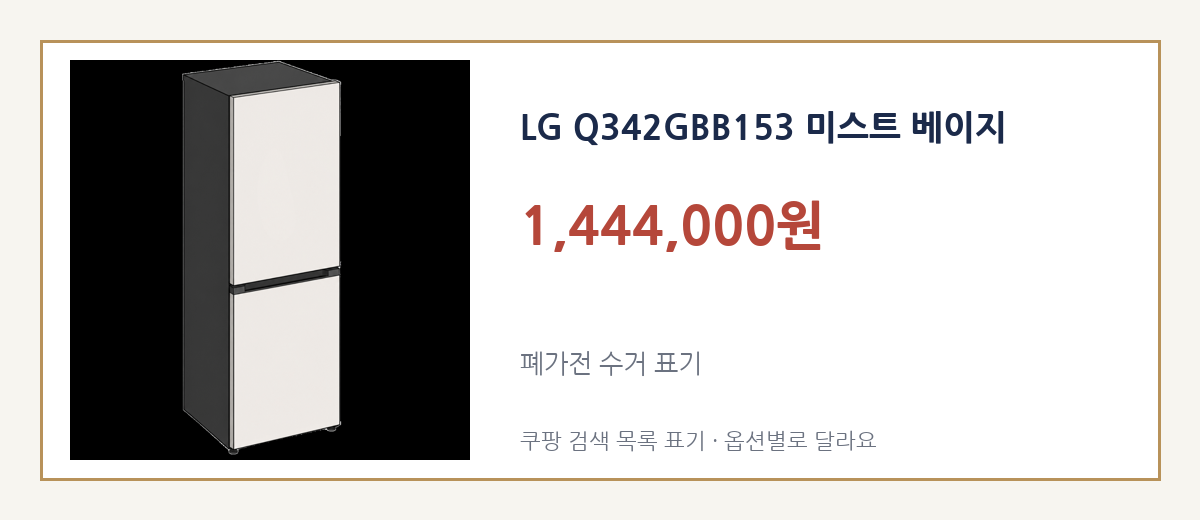 LG Q342GBB153 미스트 베이지
1,444,000원
폐가전 수거 표기
쿠팡 검색 목록 표기 · 옵션별로 달라요